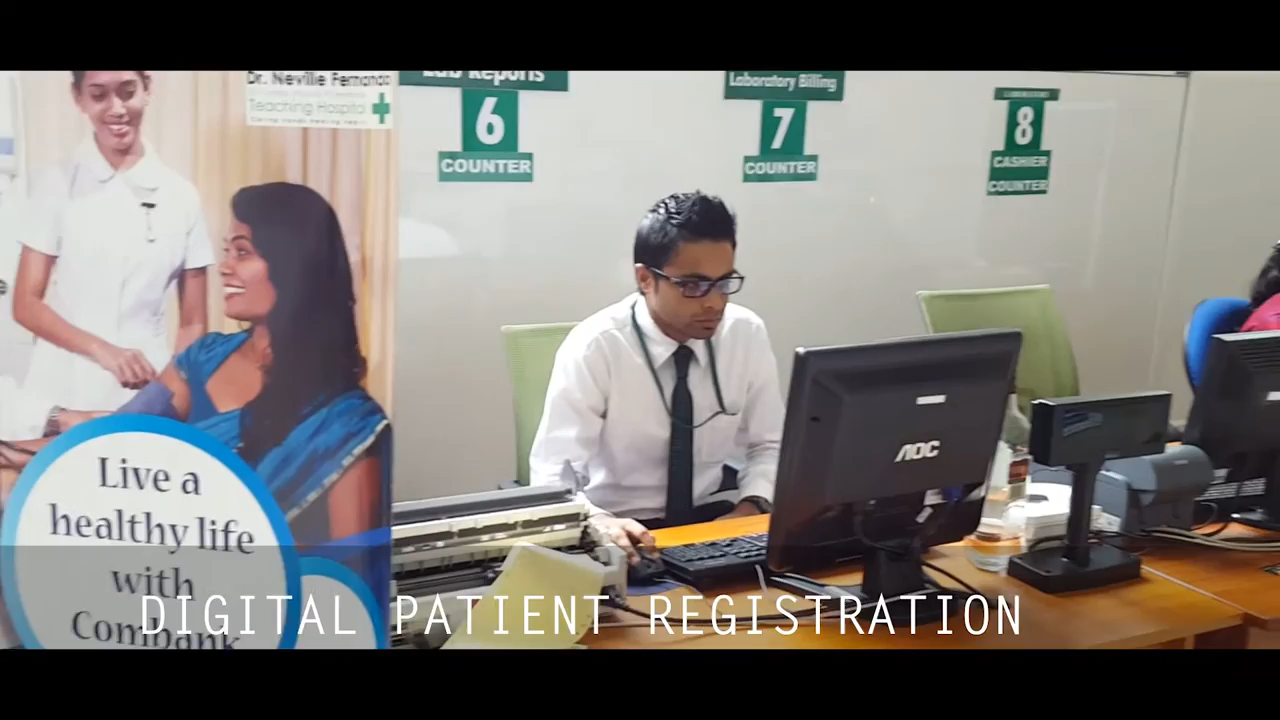 Dr. Neville Fernando
Teaching Hospital
Lab Reports
6
COUNTER
Laboratory Billing
7
COUNTER
8
CASHIER
COUNTER
AOC
Live a
healthy life
with
Combank
DIGITAL PATIENT REGISTRATION